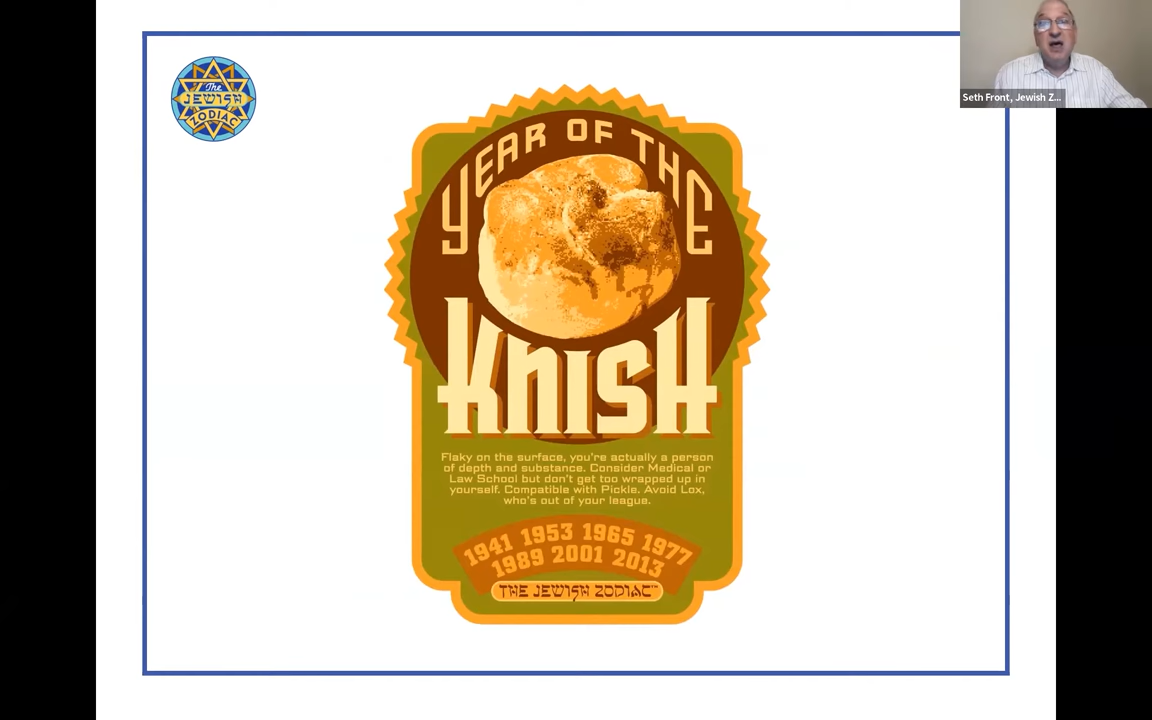 The
JEWISH
ZODIAC
Seth Front, Jewish Z...
YEAR OF THE
KNISH
Flaky on the surface, you're actually a person
of depth and substance. Consider Medical or
Law School but don't get too wrapped up in
yourself. Compatible with Pickle. Avoid Lox,
who's out of your league.
1941 1953 1965 1977
1989 2001 2013
THE JEWISH ZODIAC™